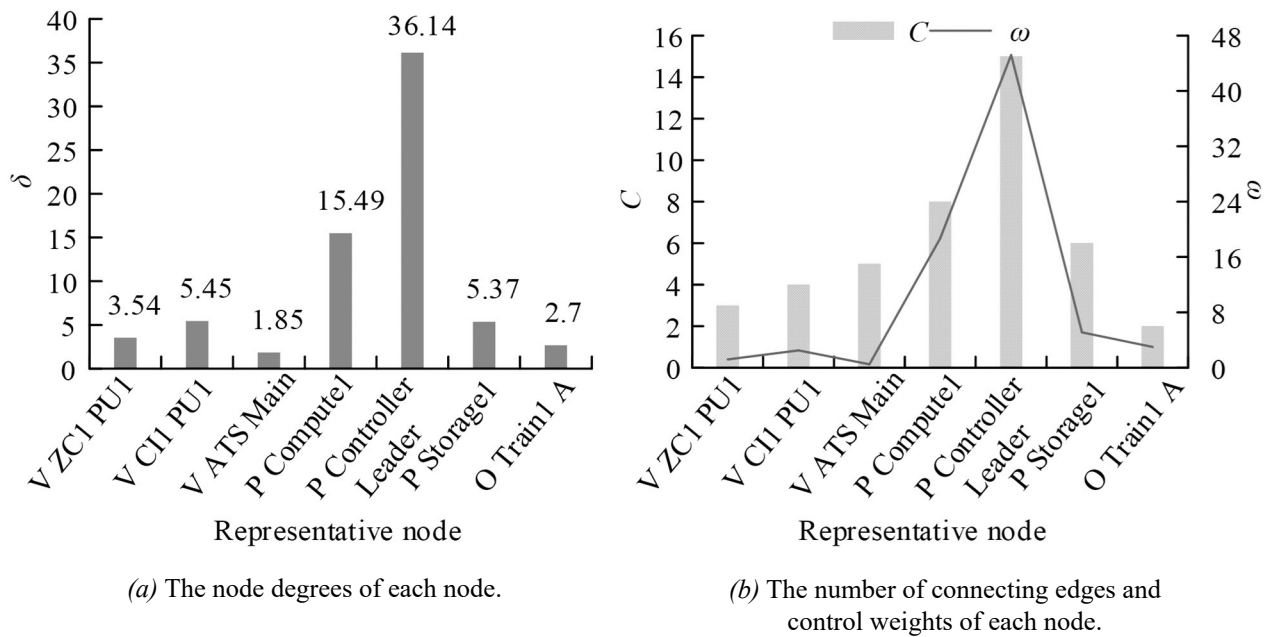 40
35
30
25
20
15
10
5
0
δ
3.54
5.45
1.85
15.49
36.14
5.37
2.7
V ZC1 PU1
V CI1 PU1
V ATS Main
P Compute1
P Controller
Leader
P Storage1
O Train1 A
Representative node
(a) The node degrees of each node.
C ω
16
14
12
10
8
6
4
2
0
C
48
40
32
24
16
8
0
ω
V ZC1 PU1
V CI1 PU1
V ATS Main
P Compute1
P Controller
Leader
P Storage1
O Train1 A
Representative node
(b) The number of connecting edges and
control weights of each node.